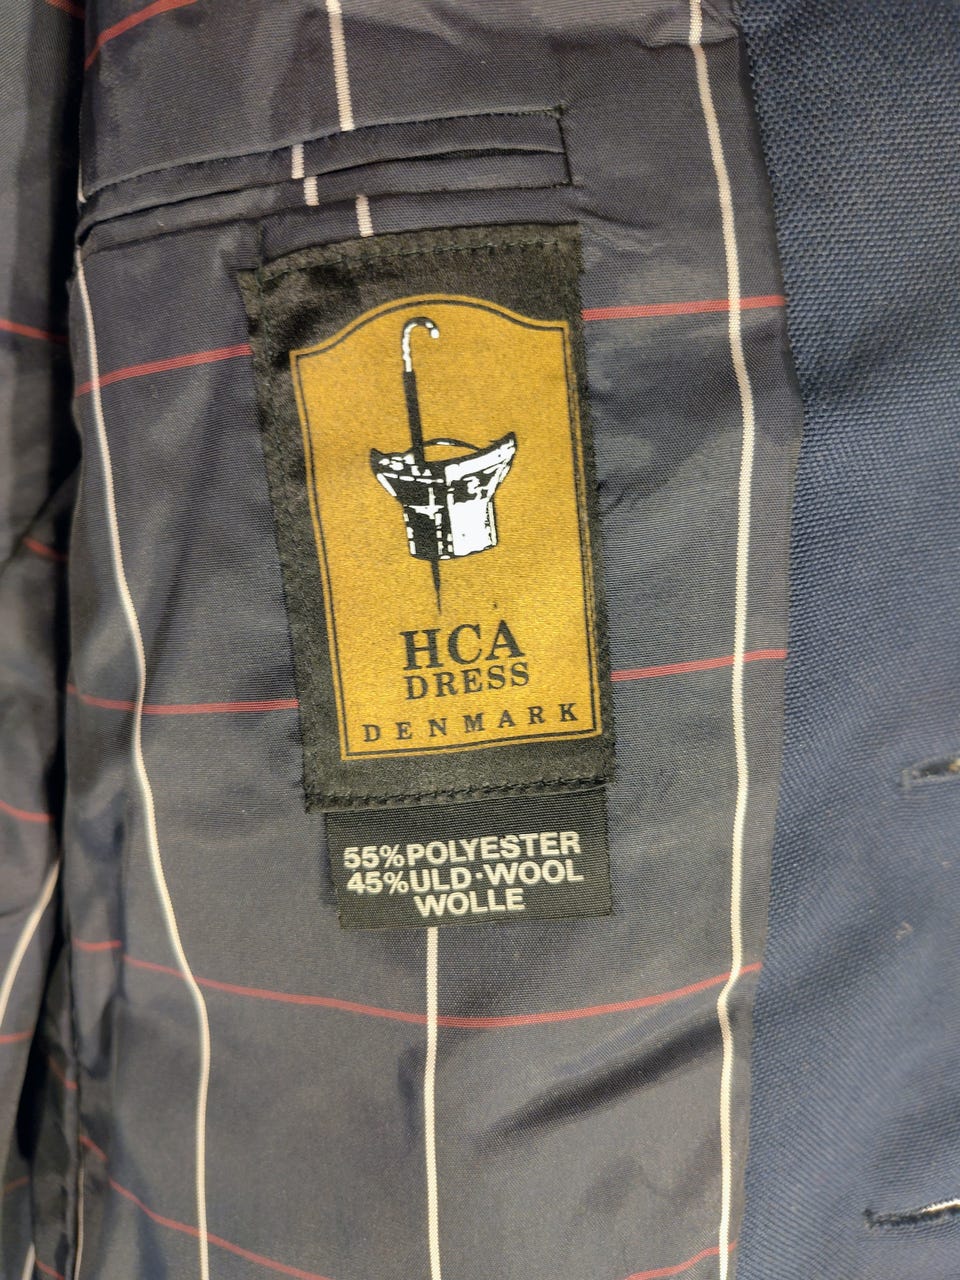 HCA
DRESS
DENMARK
55%POLYESTER
45%ULD·WOOL
WOLLE